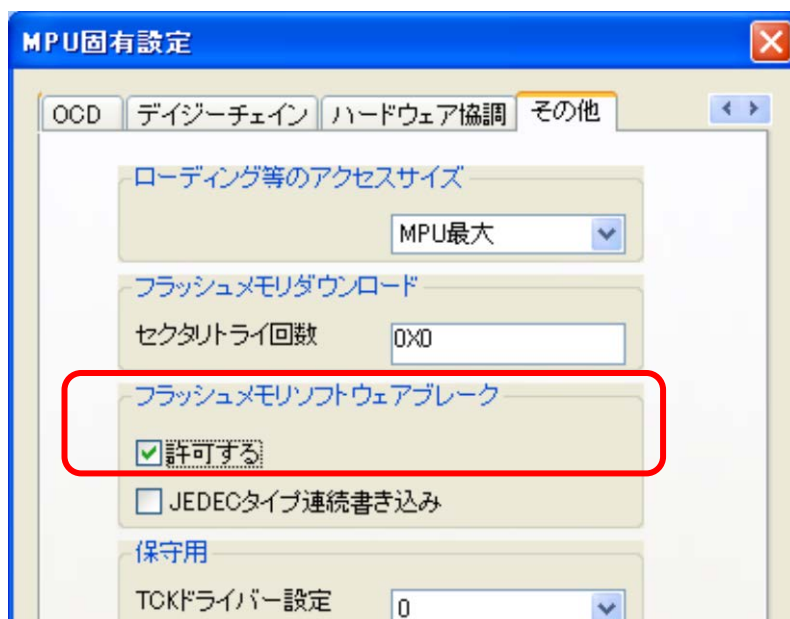 MPU固有設定
OCD デイジーチェイン ハードウェア協調 その他
ローディング等のアクセスサイズ
MPU最大
フラッシュメモリダウンロード
セクタリトライ回数 0X0
フラッシュメモリソフトウェアブレーク
許可する
JEDECタイプ連続書き込み
保守用
TCKドライバー設定 0